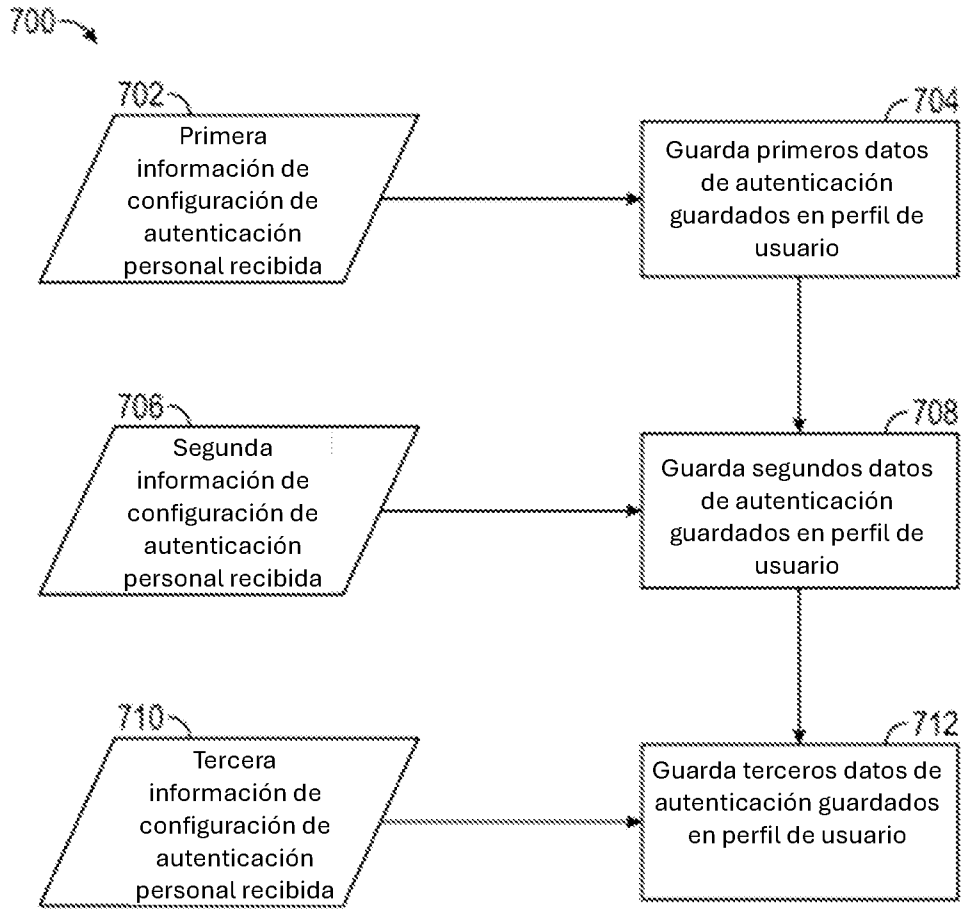 700
702
Primera
información de
configuración de
autenticación
personal recibida
704
Guarda primeros datos
de autenticación
guardados en perfil de
usuario
706
Segunda
información de
configuración de
autenticación
personal recibida
708
Guarda segundos datos
de autenticación
guardados en perfil de
usuario
710
Tercera
información de
configuración de
autenticación
personal recibida
712
Guarda terceros datos de
autenticación guardados
en perfil de usuario